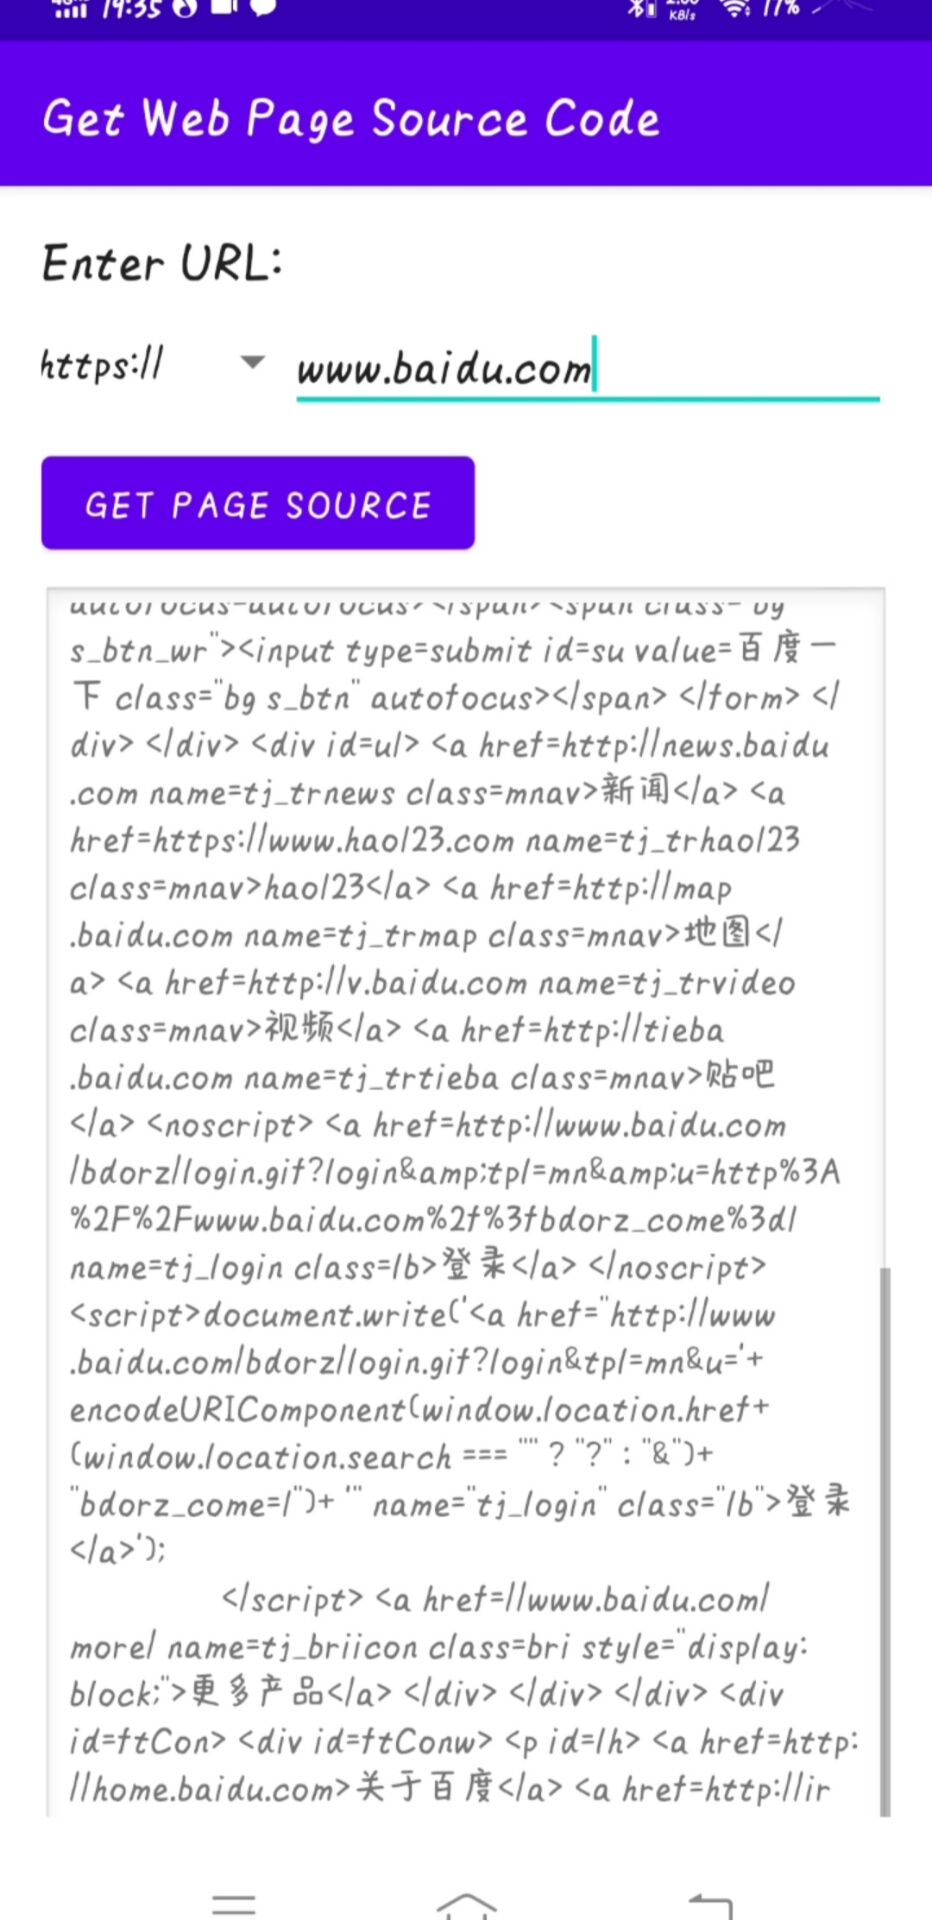 19:35
KB/s
Get Web Page Source Code
Enter URL:
https://
www.baidu.com
GET PAGE SOURCE
autofocus=autofocus></span><span class="bg
s_btn_wr"><input type=submit id=su value=百度一
下 class="bg s_btn" autofocus></span> </form> </
div> </div> <div id=u1> <a href=http://news.baidu
.com name=tj_trnews class=mnav>新闻</a> <a
href=https://www.hao123.com name=tj_trhao123
class=mnav>hao123</a> <a href=http://map
.baidu.com name=tj_trmap class=mnav>地图</
a> <a href=http://v.baidu.com name=tj_trvideo
class=mnav>视频</a> <a href=http://tieba
.baidu.com name=tj_trtieba class=mnav>贴吧
</a> <noscript> <a href=http://www.baidu.com
/bdorz/login.gif?login&amp;tpl=mn&amp;u=http%3A
%2F%2Fwww.baidu.com%2f%3fbdorz_come%3d1
name=tj_login class=lb>登录</a> </noscript>
<script>document.write('<a href="http://www
.baidu.com/bdorz/login.gif?login&tpl=mn&u='+
encodeURIComponent(window.location.href+
(window.location.search === "" ? "?" : "&")+
"bdorz_come=1")+ '" name="tj_login" class="lb">登录
</a>');
</script> <a href=//www.baidu.com/
more/ name=tj_briicon class=bri style="display:
block;">更多产品</a> </div> </div> </div> <div
id=ftCon> <div id=ftConw> <p id=lh> <a href=http:
//home.baidu.com>关于百度</a> <a href=http://ir